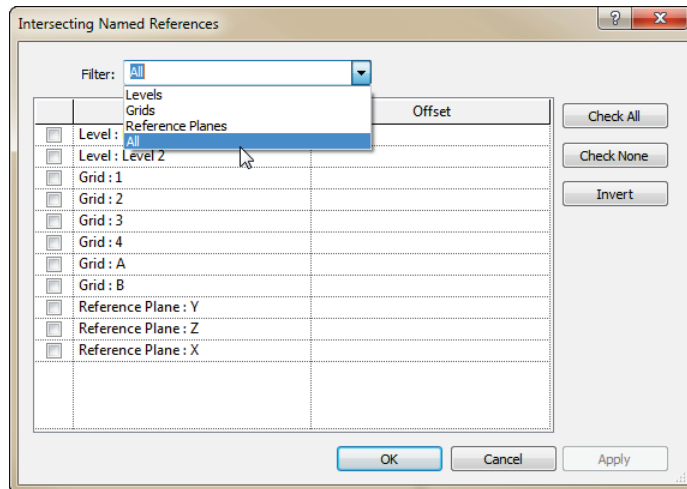 Intersecting Named References
Filter: All
Levels
Grids
Reference Planes
All
Offset
Level :
Level : Level 2
Grid : 1
Grid : 2
Grid : 3
Grid : 4
Grid : A
Grid : B
Reference Plane : Y
Reference Plane : Z
Reference Plane : X
Check All
Check None
Invert
OK Cancel Apply